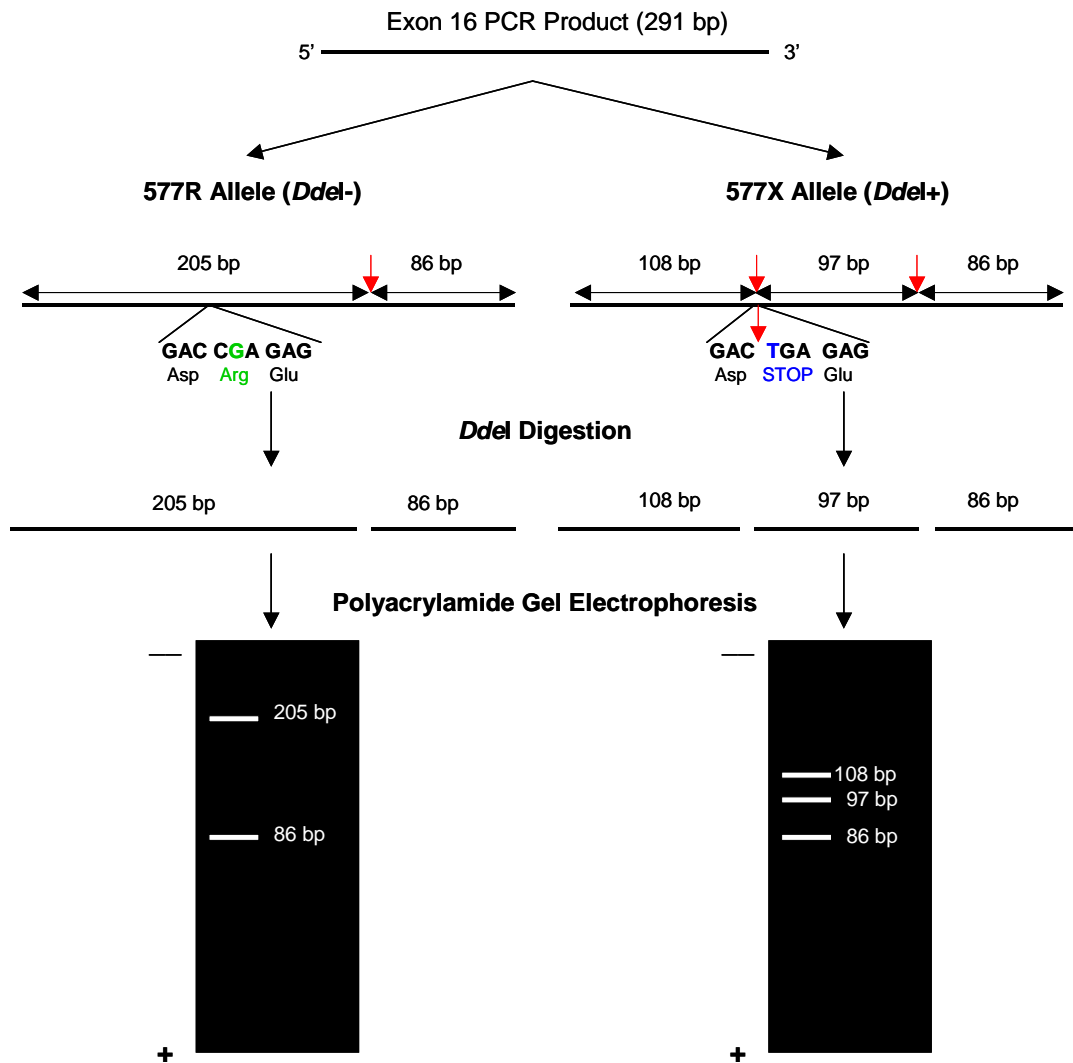 Exon 16 PCR Product (291 bp)
5’ 3’
577R Allele (DdeI-) 577X Allele (DdeI+)
205 bp 86 bp 108 bp 97 bp 86 bp
GAC CGA GAG GAC TGA GAG
Asp Arg Glu Asp STOP Glu
DdeI Digestion
205 bp 86 bp 108 bp 97 bp 86 bp
Polyacrylamide Gel Electrophoresis
— —
205 bp
108 bp
97 bp
86 bp 86 bp
+ +